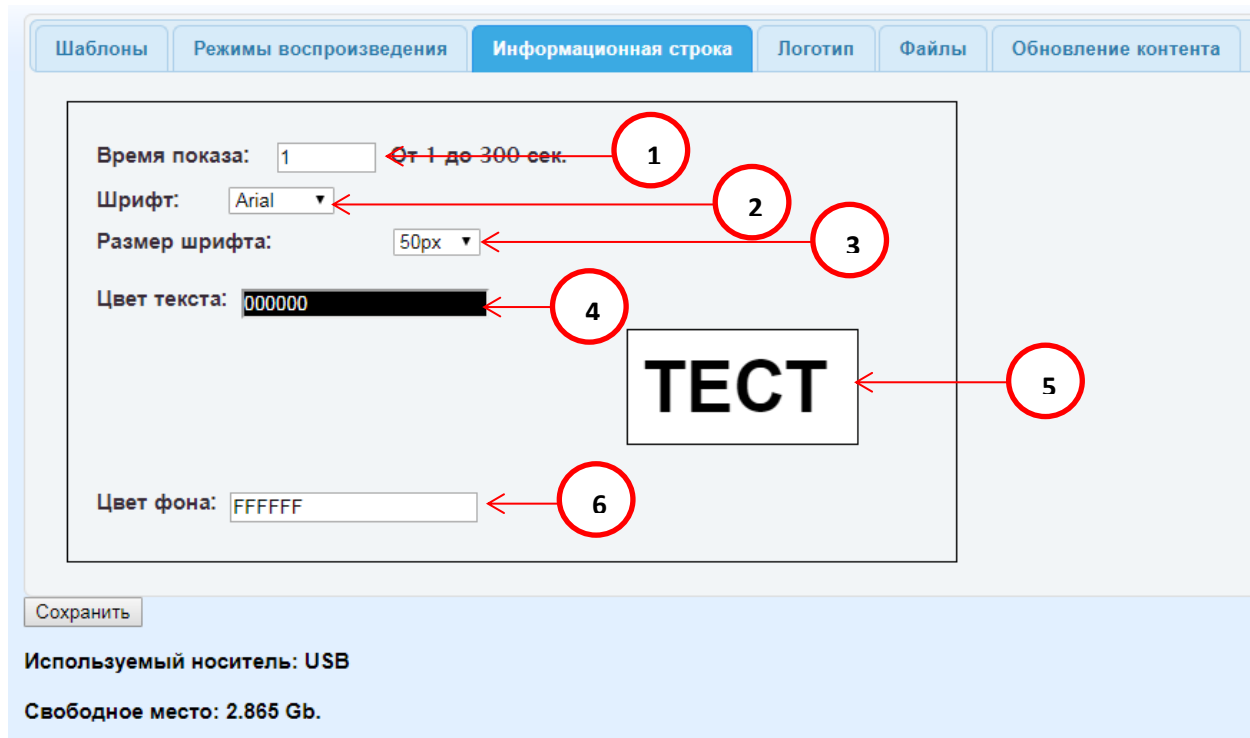 Шаблоны Режимы воспроизведения Информационная строка Логотип Файлы Обновление контента
Время показа: 1 От 1 до 300 сек. 1
Шрифт: Arial 2
Размер шрифта: 50px 3
Цвет текста: 000000 4
ТЕСТ 5
Цвет фона: FFFFFF 6
Сохранить
Используемый носитель: USB
Свободное место: 2.865 Gb.